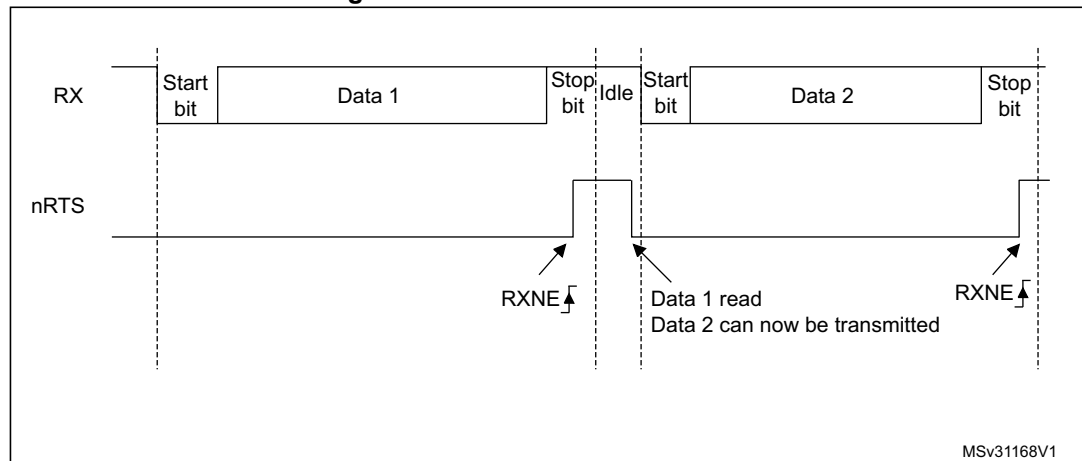 RX
Start
bit
Data 1
Stop
bit
Idle
Start
bit
Data 2
Stop
bit
nRTS
RXNE
Data 1 read
Data 2 can now be transmitted
RXNE
MSv31168V1